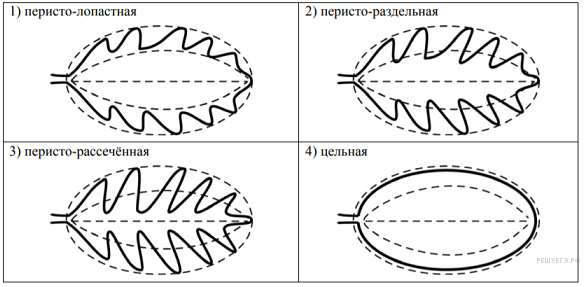 1) перисто-лопастная
2) перисто-раздельная
3) перисто-рассечённая
4) цельная
РЕШУЕГЭ.РФ